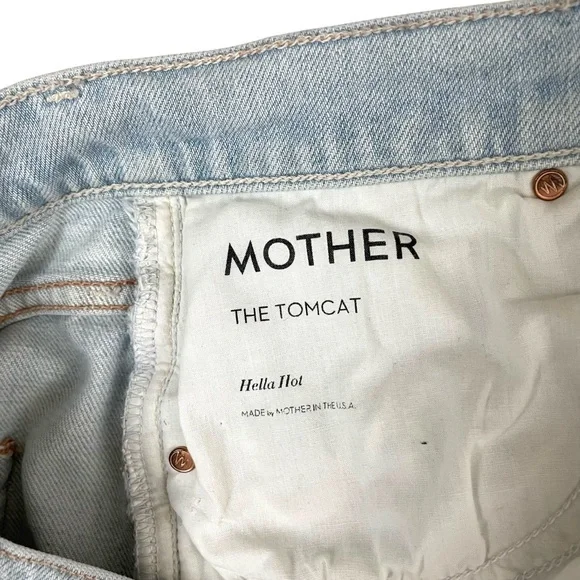 MOTHER
THE TOMCAT
Hella Hot
MADE by MOTHER IN THE U.S.A.